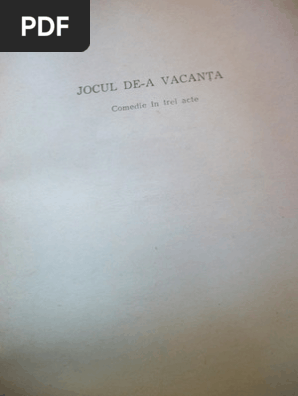 PDF
JOCUL DE-A VACANȚA
Comedie în trei acte